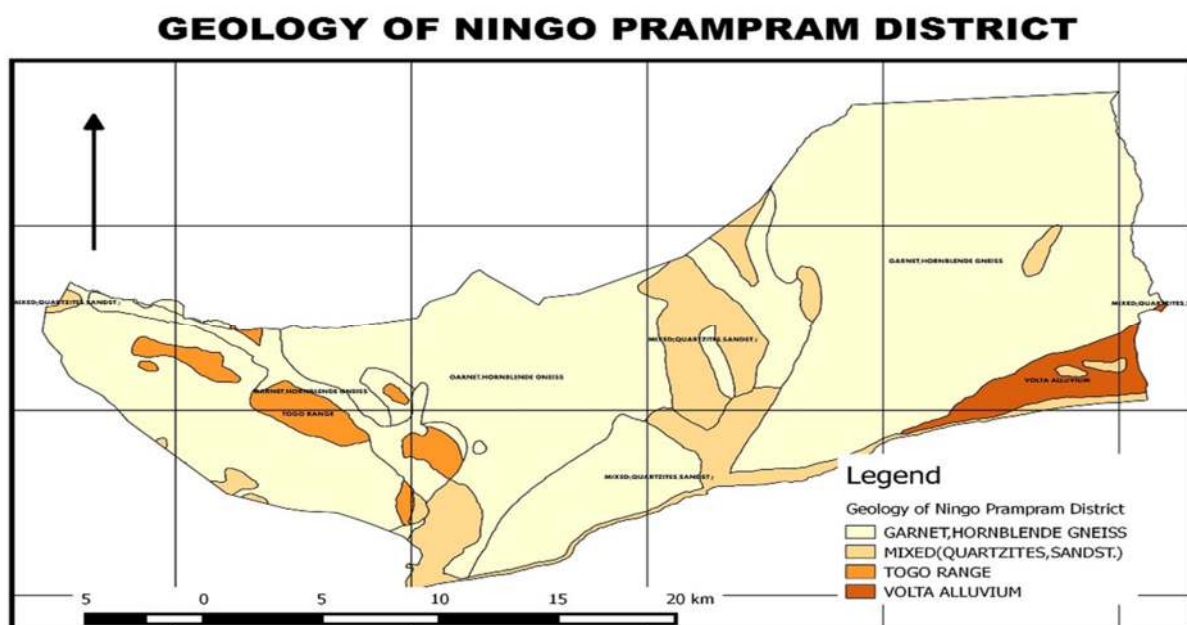 GEOLOGY OF NINGO PRAMPRAM DISTRICT
GARNET,HORNBLENDE GNEISS
MIXED(QUARTZITES,SANDST.;
MIXED(QUARTZITES,S
MIXED(QUARTZITES,SANDST.;
GARNET,HORNBLENDE GNEISS
VOLTA ALLUVIUM
GARNET,HORNBLENDE GNEISS
TOGO RANGE
MIXED(QUARTZITES,SANDST.;
Legend
Geology of Ningo Prampram District
GARNET,HORNBLENDE GNEISS
MIXED(QUARTZITES,SANDST.)
TOGO RANGE
VOLTA ALLUVIUM
5 0 5 10 15 20 km